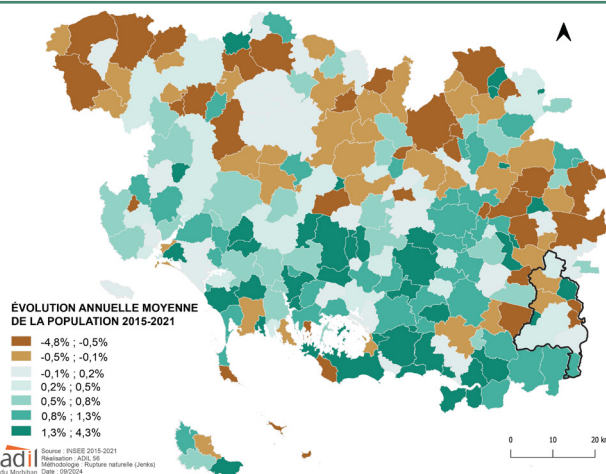 ÉVOLUTION ANNUELLE MOYENNE
DE LA POPULATION 2015-2021
-4,8% ; -0,5%
-0,5% ; -0,1%
-0,1% ; 0,2%
0,2% ; 0,5%
0,5% ; 0,8%
0,8% ; 1,3%
1,3% ; 4,3%
adil
du Morbihan
Source : INSEE 2015-2021
Réalisation : ADIL 56
Méthodologie : Rupture naturelle (Jenks)
Date : 09/2024
0 10 20 km